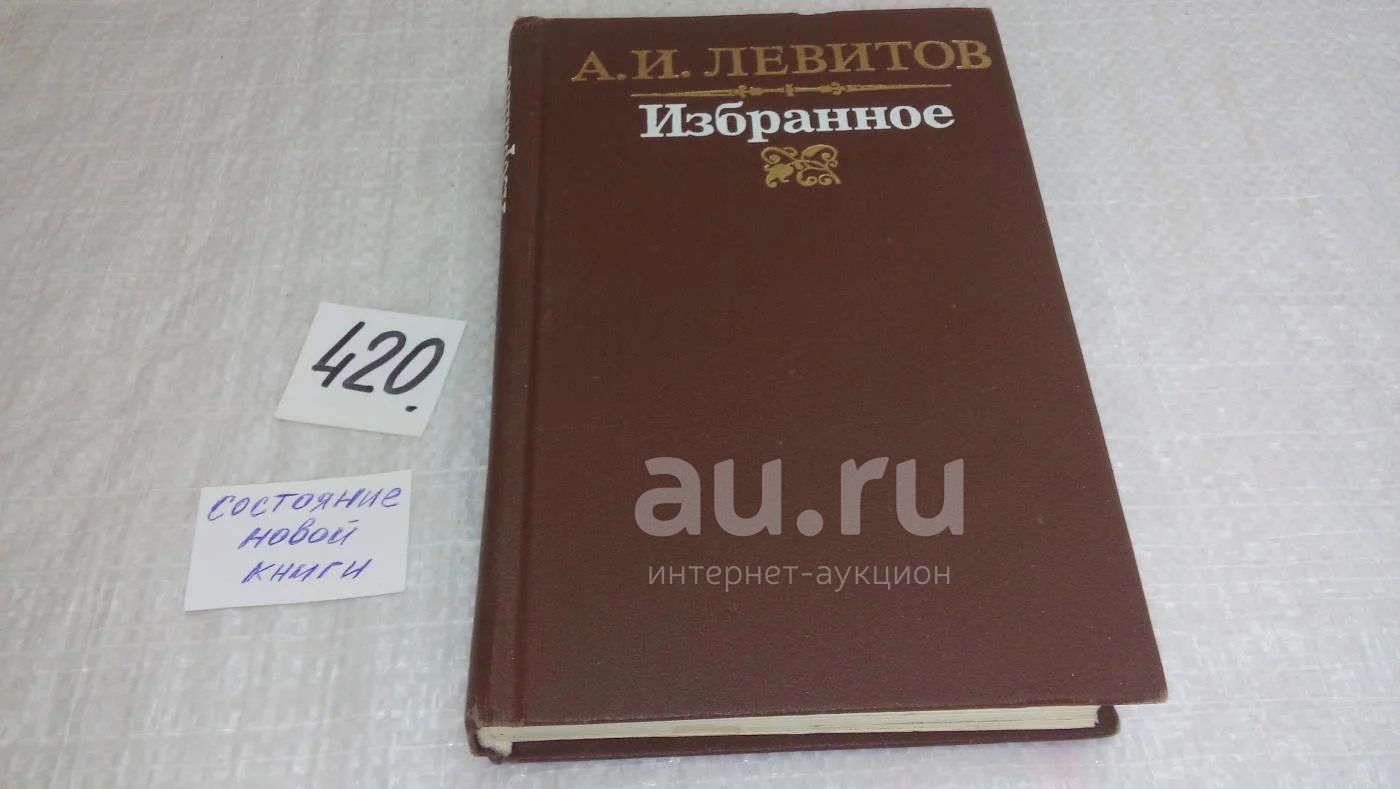 А.И. ЛЕВИТОВ
Избранное
420.
состояние
новой
книги
au.ru
интернет-аукцион